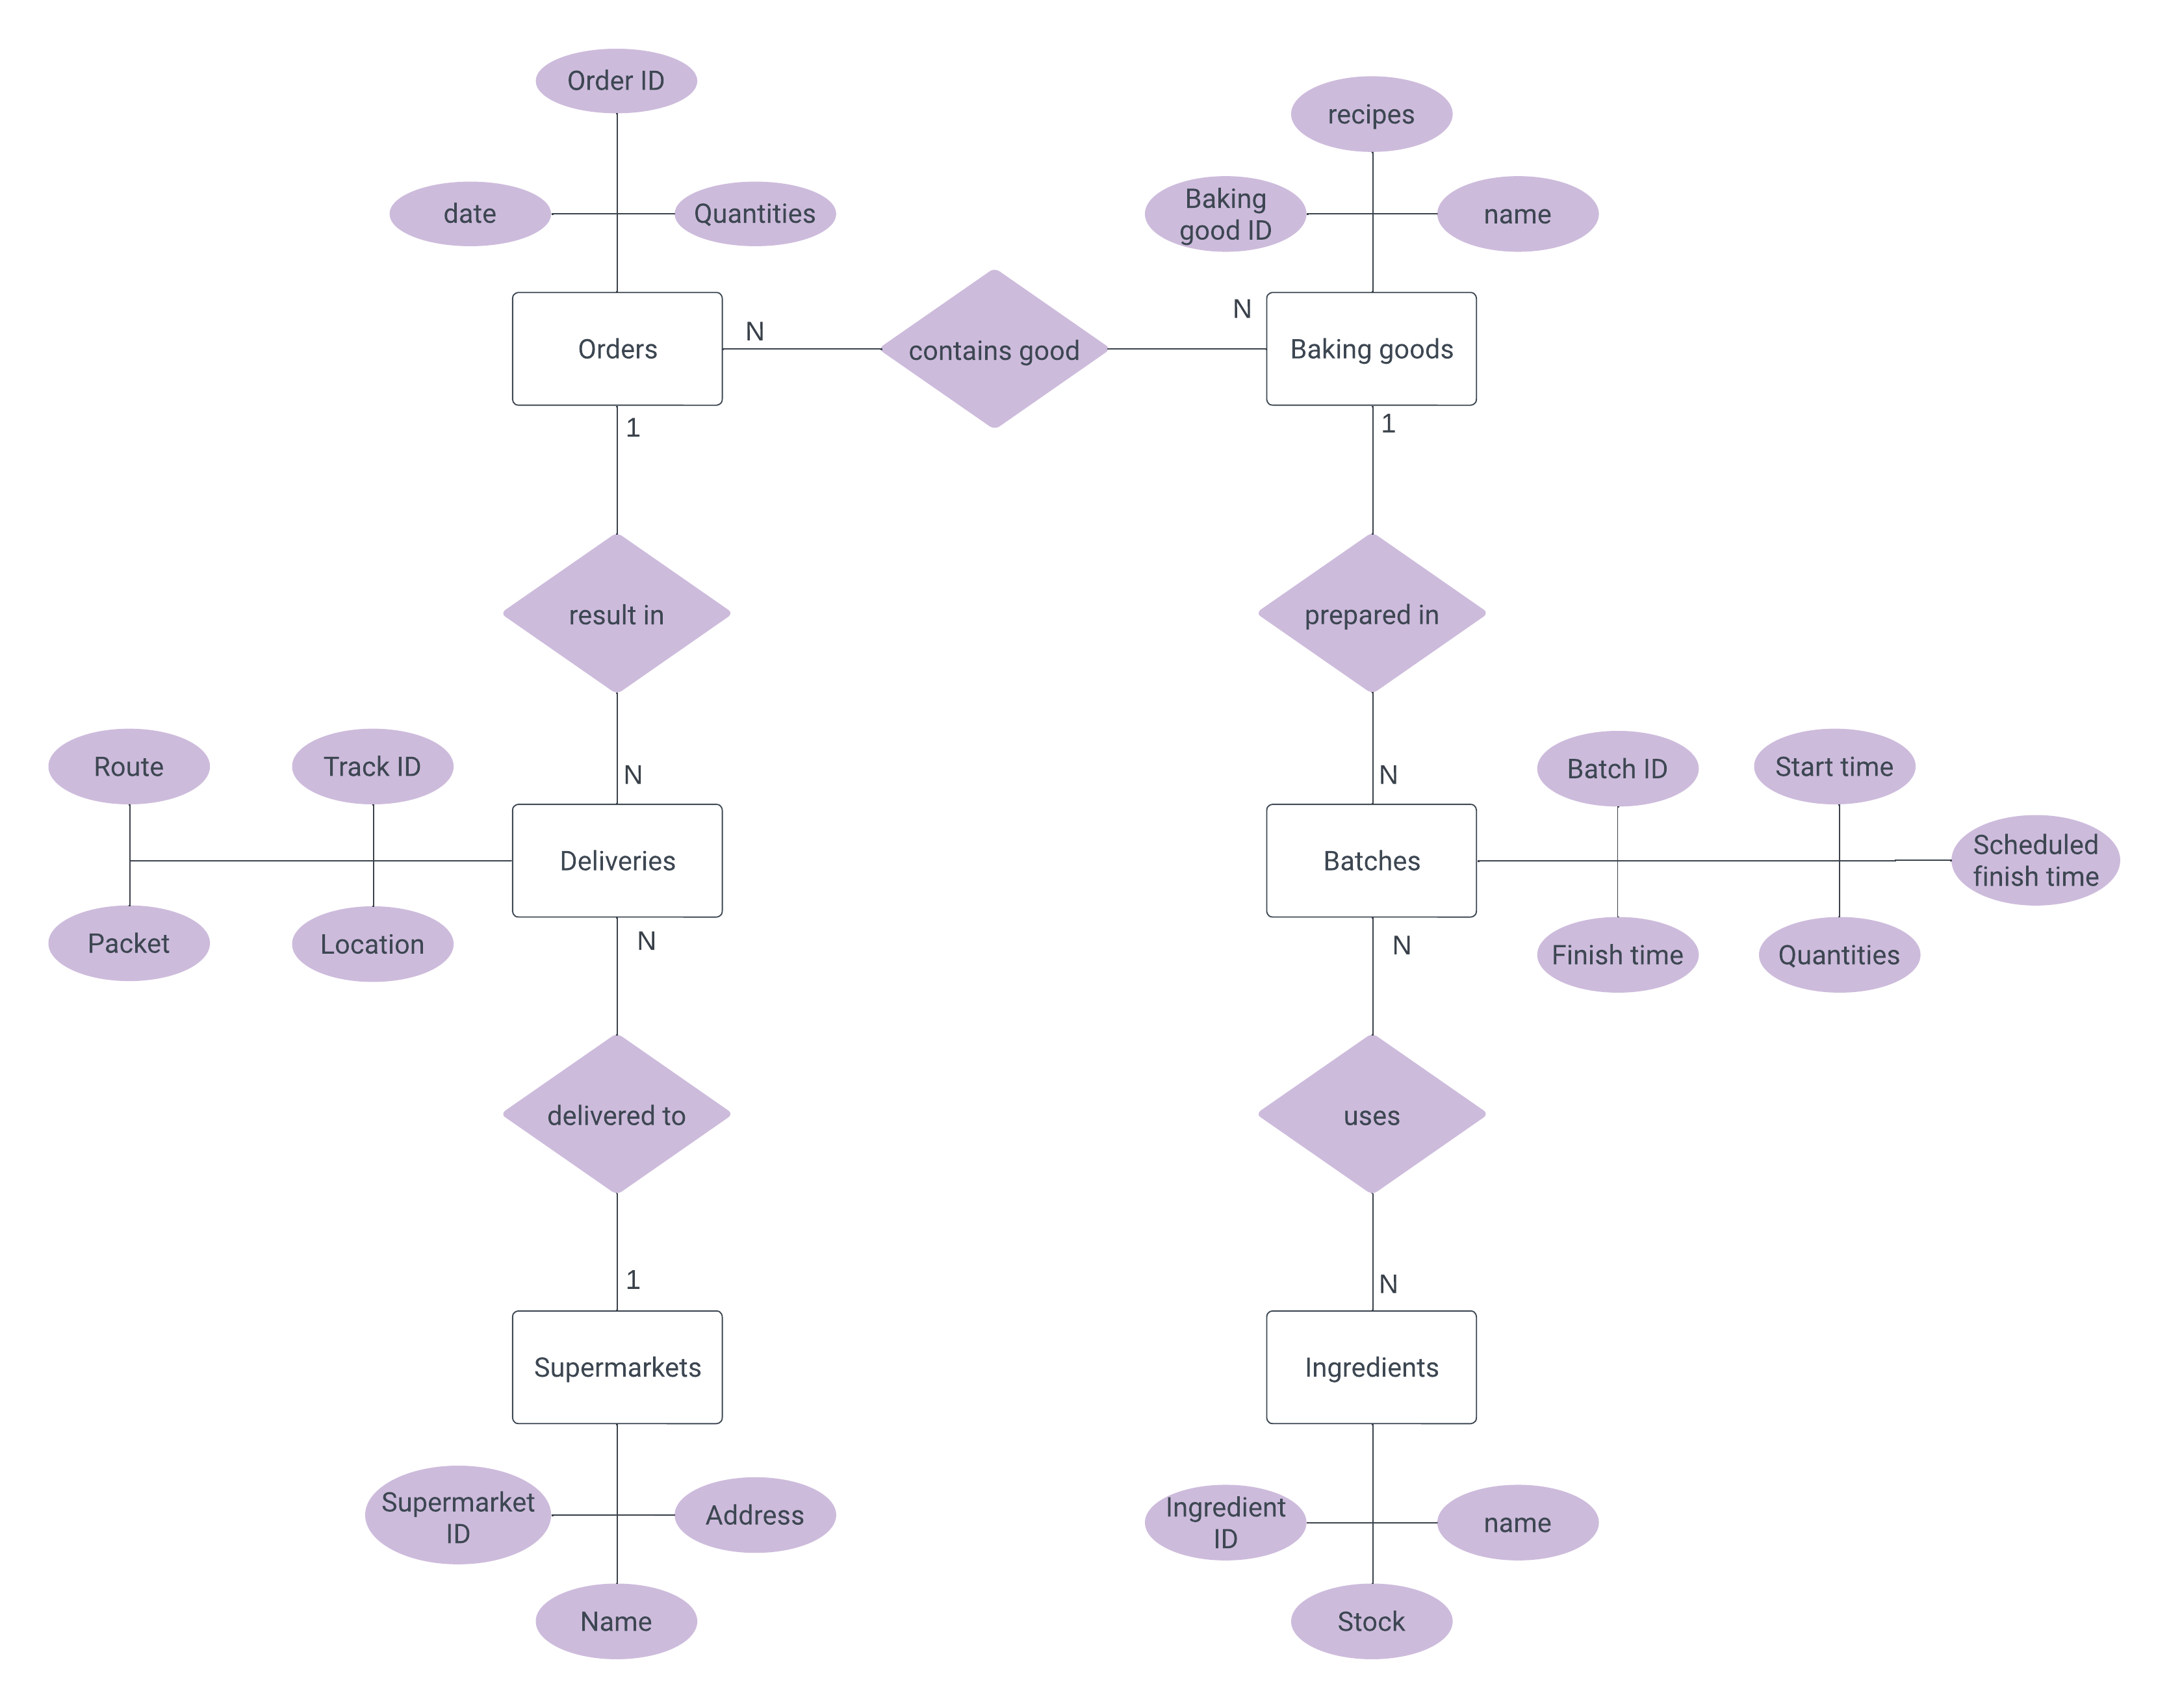 Order ID
recipes
date
Quantities
Baking
good ID
name
N
N
Orders
contains good
Baking goods
1
1
result in
prepared in
Route
Track ID
N
N
Batch ID
Start time
Deliveries
Batches
Scheduled
finish time
Packet
Location
N
N
Finish time
Quantities
delivered to
uses
1
N
Supermarkets
Ingredients
Supermarket
ID
Address
Ingredient
ID
name
Name
Stock